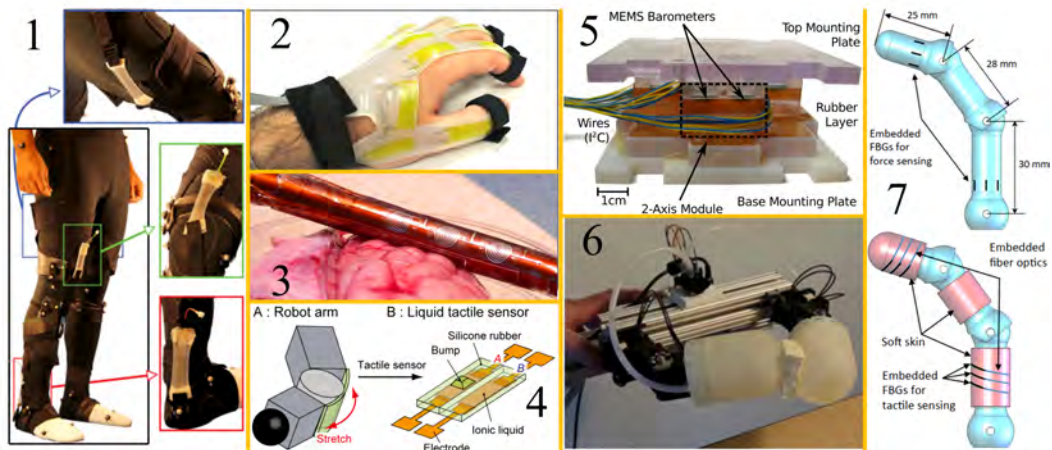 1
2
3
A : Robot arm
B : Liquid tactile sensor
Silicone rubber
Bump
A
B
Tactile sensor
4
Stretch
Ionic liquid
Electrode
5
MEMS Barometers
Top Mounting
Plate
Rubber
Layer
Wires
(I²C)
1cm
2-Axis Module
Base Mounting Plate
6
25 mm
28 mm
Embedded
FBGs for
force sensing
30 mm
7
Embedded
fiber optics
Soft skin
Embedded
FBGs for
tactile sensing